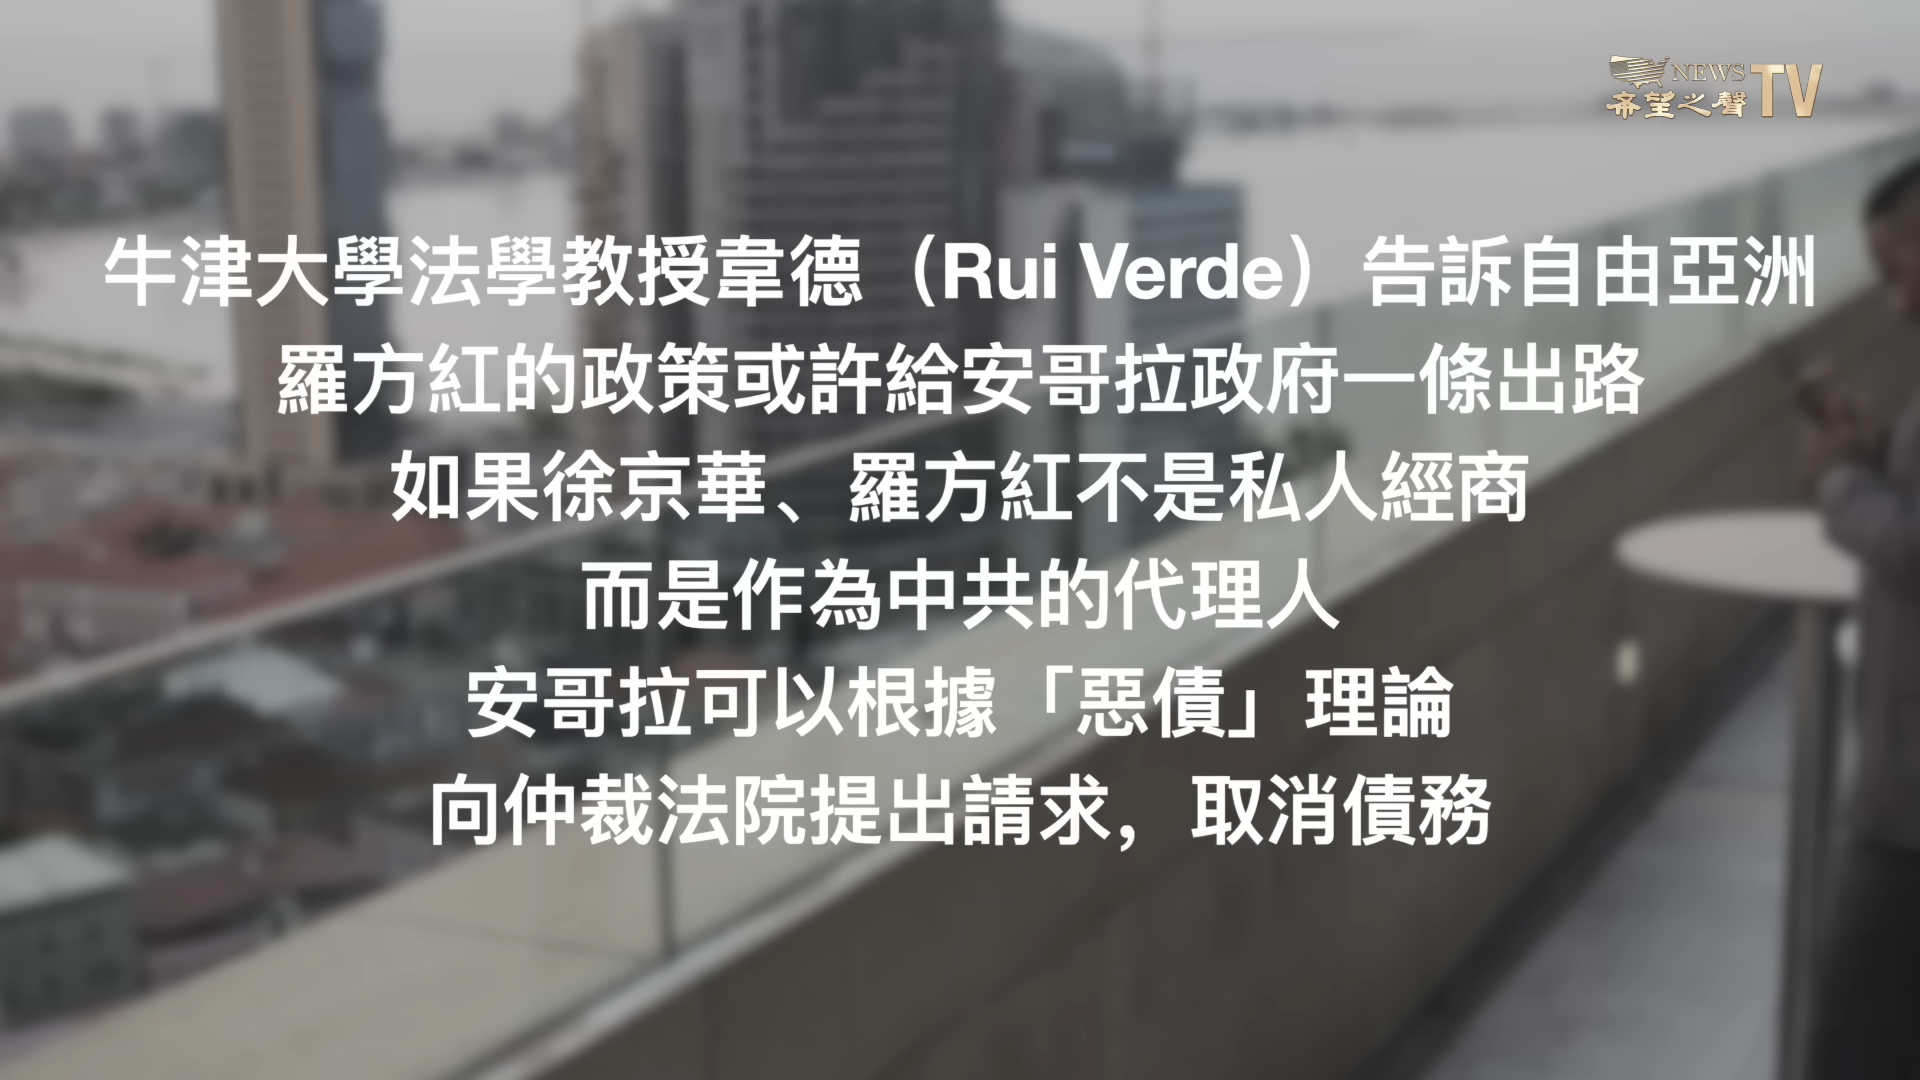 NEWS
希望之聲TV
牛津大學法學教授韋德（Rui Verde）告訴自由亞洲
羅方紅的政策或許給安哥拉政府一條出路
如果徐京華、羅方紅不是私人經商
而是作為中共的代理人
安哥拉可以根據「惡債」理論
向仲裁法院提出請求，取消債務